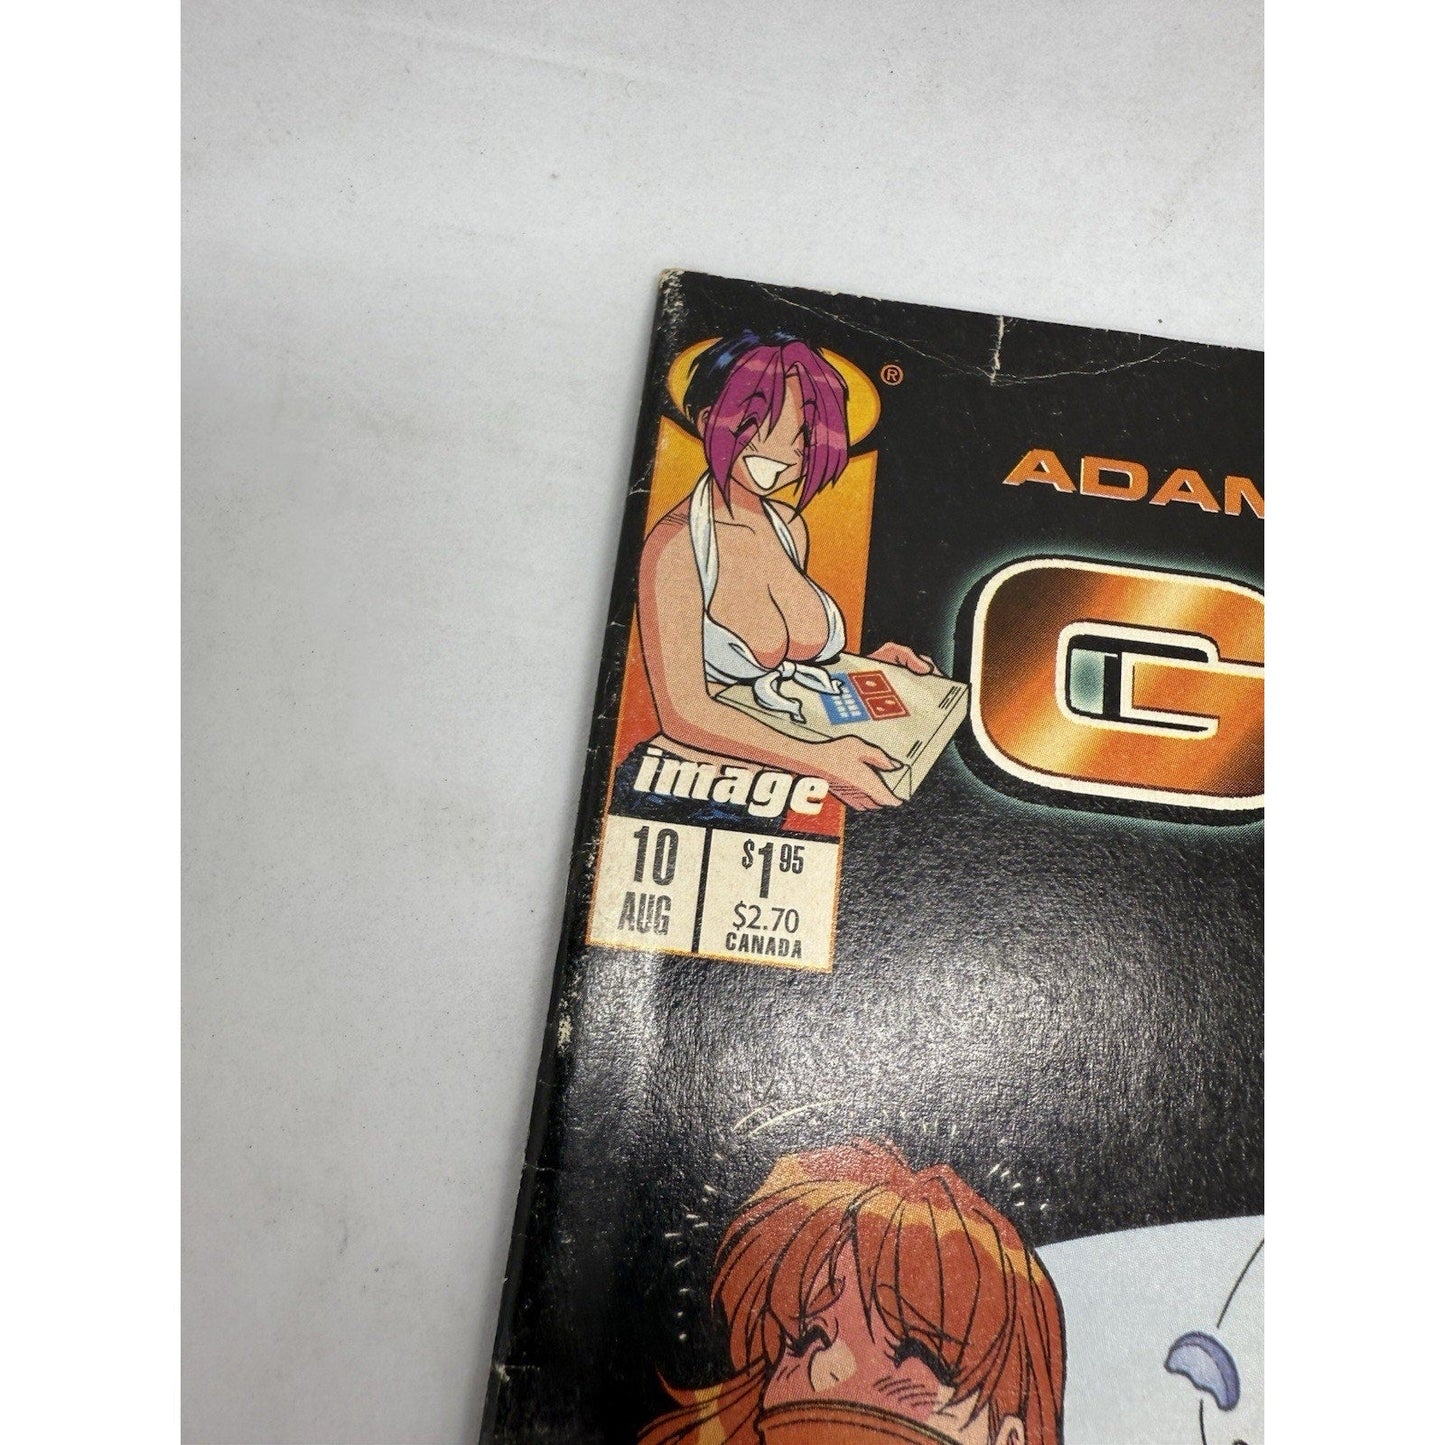 ®
ADAM
G
image
10
AUG
$1.95
$2.70
CANADA